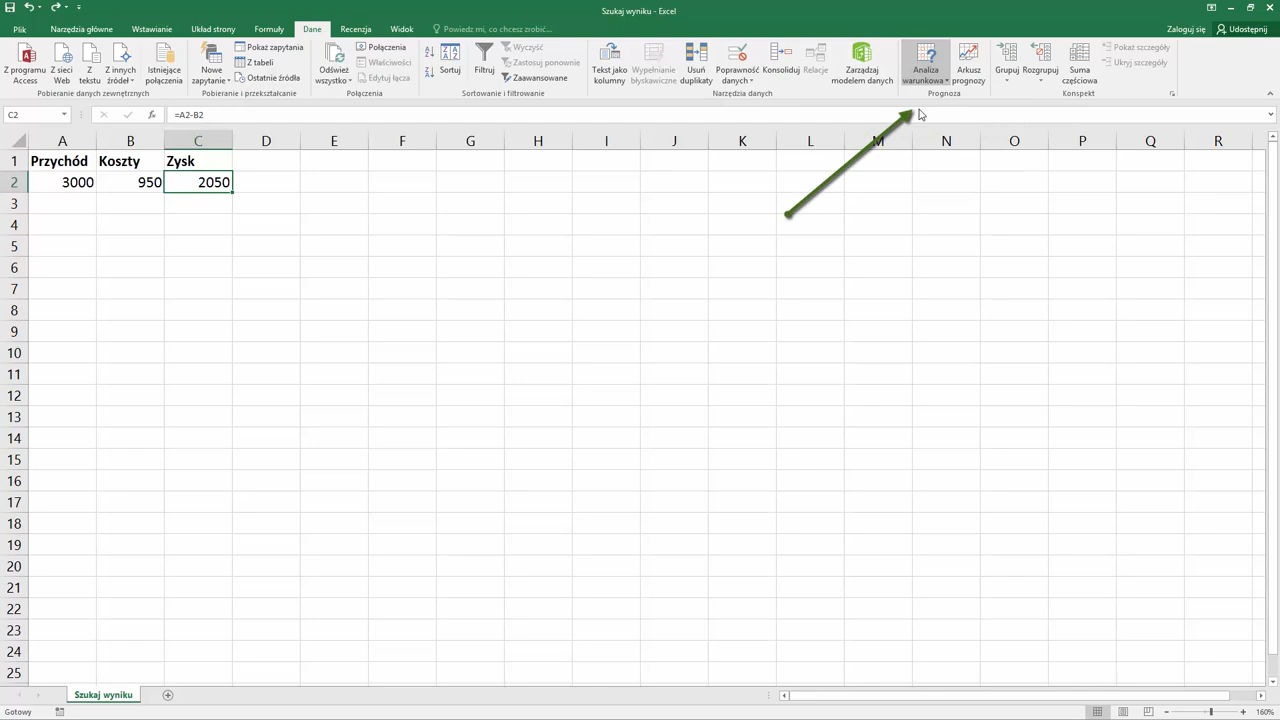 Szukaj wyniku - Excel
Plik Narzędzia główne Wstawianie Układ strony Formuły Dane Recenzja Widok Powiedz mi, co chcesz zrobić... Zaloguj się Udostępnij
Z programu Access
Z sieci Web
Z tekstu
Z innych źródeł
Istniejące połączenia
Pobieranie danych zewnętrznych
Nowe zapytanie
Pokaż zapytania
Z tabeli
Ostatnie źródła
Pobieranie i przekształcanie
Odśwież wszystko
Połączenia
Właściwości
Edytuj łącza
Połączenia
Sortuj
Filtruj
Wyczyść
Zastosuj ponownie
Zaawansowane
Sortowanie i filtrowanie
Tekst jako kolumny
Wypełnianie błyskawiczne
Usuń duplikaty
Poprawność danych
Konsoliduj
Relacje
Zarządzaj modelem danych
Narzędzia danych
Analiza warunkowa
Arkusz prognozy
Prognoza
Grupuj
Rozgrupuj
Suma częściowa
Pokaż szczegóły
Ukryj szczegóły
Konspekt
C2 fx =A2-B2
A B C D E F G H I J K L M N O P Q R
1 Przychód Koszty Zysk
2 3000 950 2050
3
4
5
6
7
8
9
10
11
12
13
14
15
16
17
18
19
20
21
22
23
24
25
Szukaj wyniku
Gotowy 160%